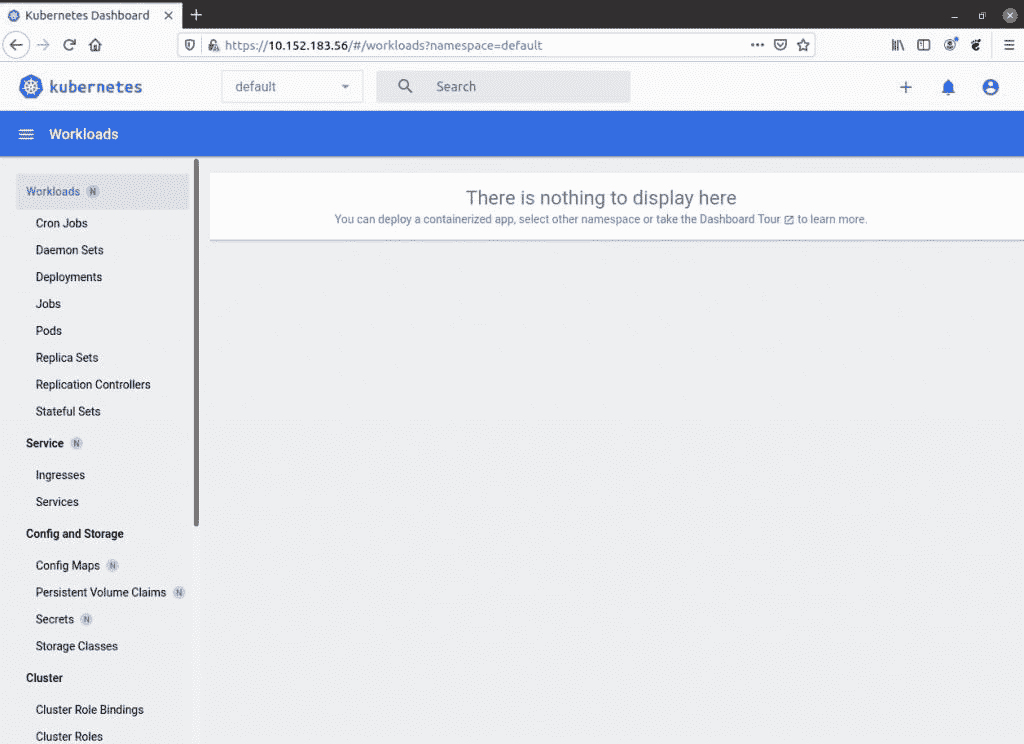 Kubernetes Dashboard
https://10.152.183.56/#/workloads?namespace=default
kubernetes
default
Search
Workloads
Workloads N
Cron Jobs
Daemon Sets
Deployments
Jobs
Pods
Replica Sets
Replication Controllers
Stateful Sets
Service N
Ingresses
Services
Config and Storage
Config Maps N
Persistent Volume Claims N
Secrets N
Storage Classes
Cluster
Cluster Role Bindings
Cluster Roles
There is nothing to display here
You can deploy a containerized app, select other namespace or take the Dashboard Tour to learn more.